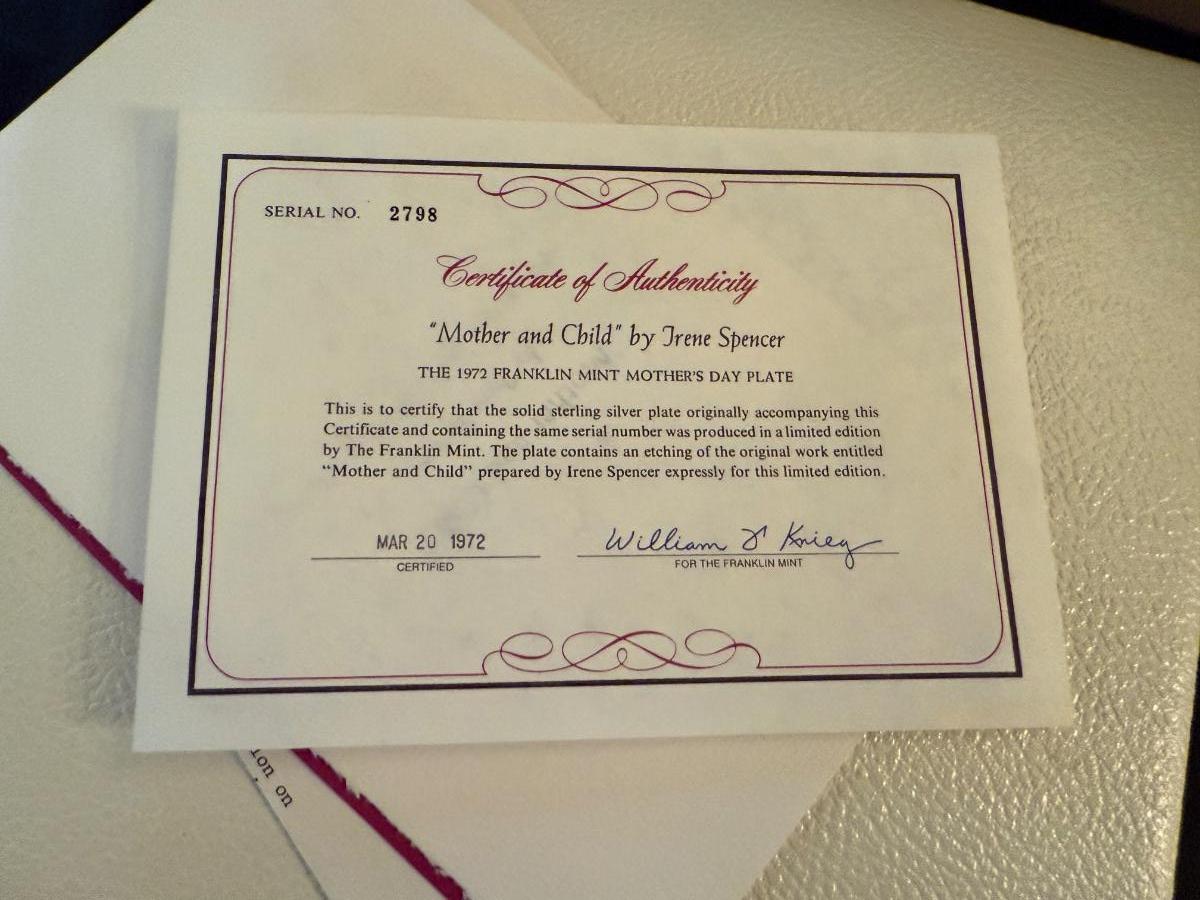 SERIAL NO. 2798
Certificate of Authenticity
"Mother and Child" by Irene Spencer
THE 1972 FRANKLIN MINT MOTHER'S DAY PLATE
This is to certify that the solid sterling silver plate originally accompanying this
Certificate and containing the same serial number was produced in a limited edition
by The Franklin Mint. The plate contains an etching of the original work entitled
"Mother and Child" prepared by Irene Spencer expressly for this limited edition.
MAR 20 1972
CERTIFIED
William T Krieg
FOR THE FRANKLIN MINT
on